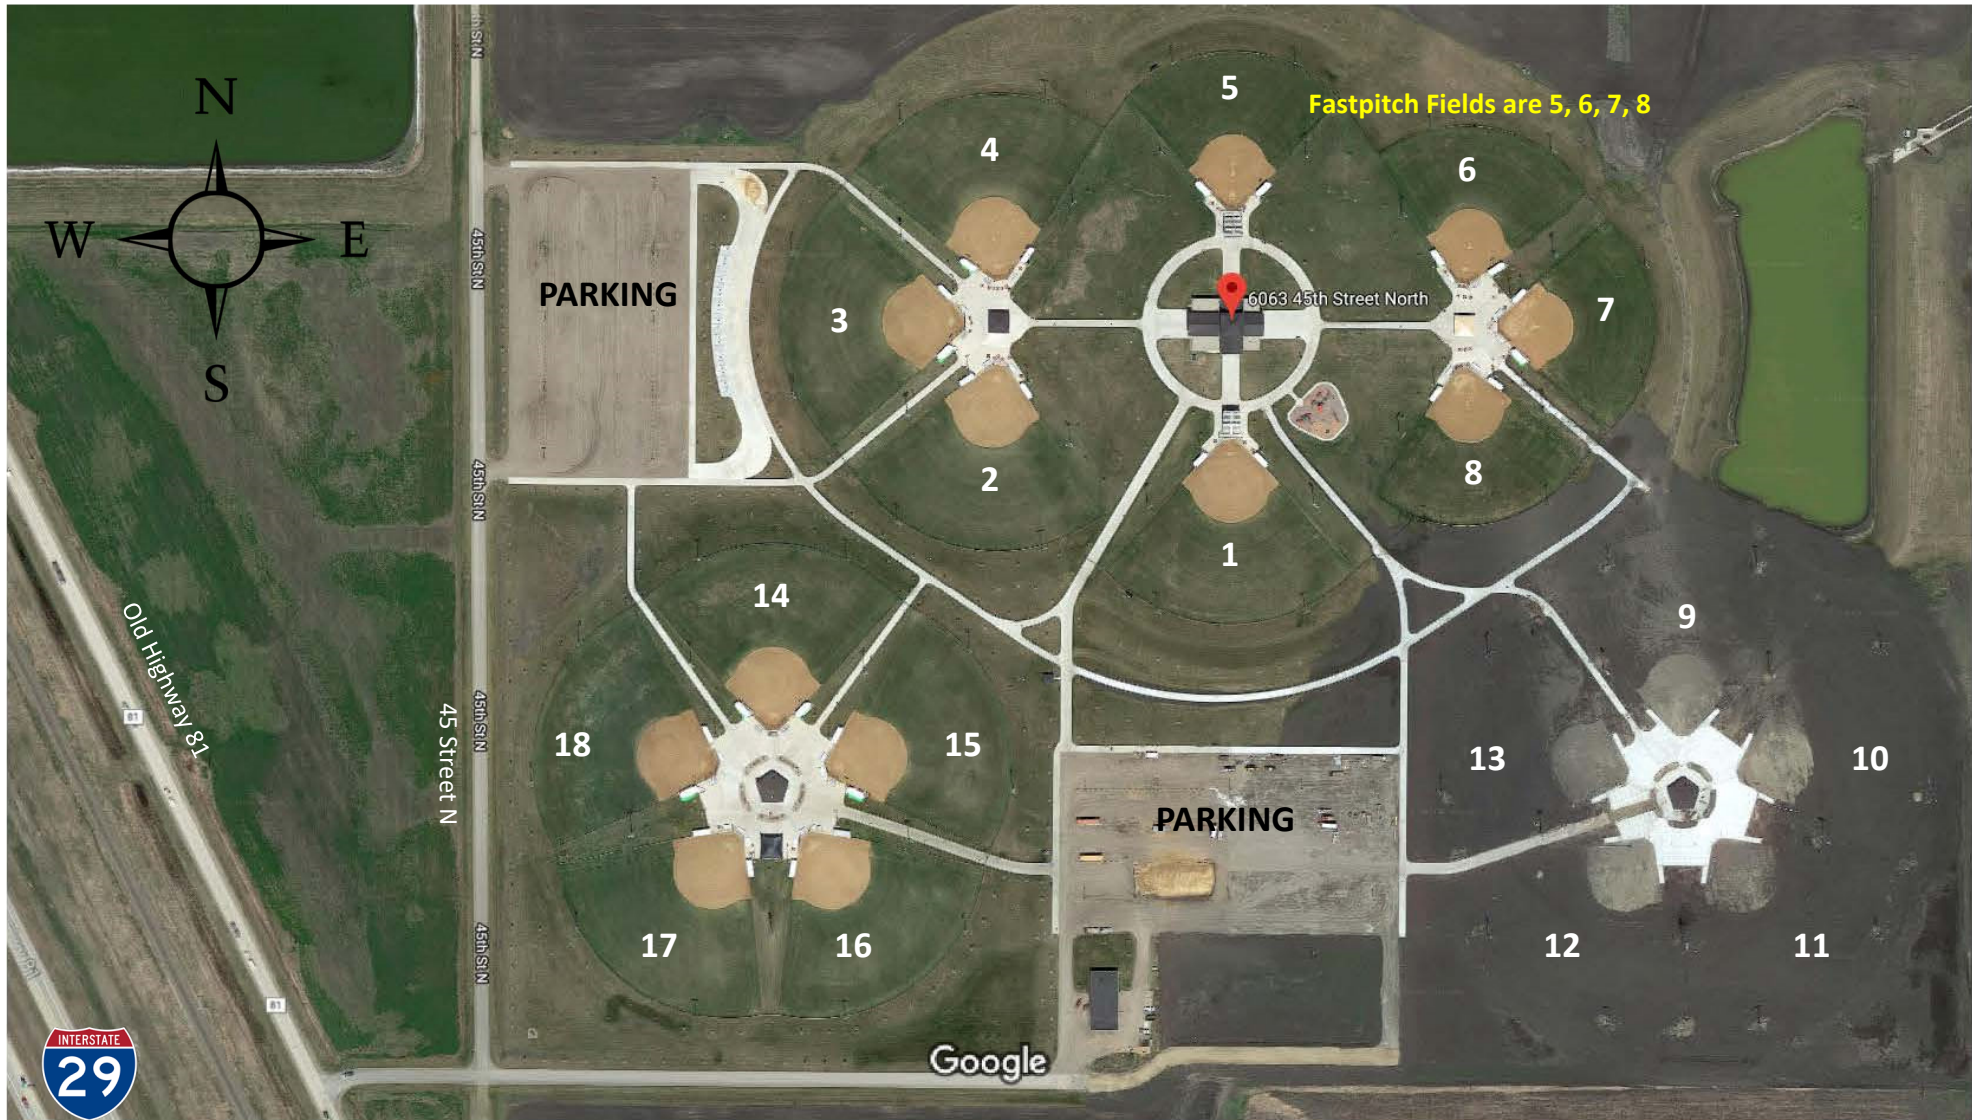 St N
5
Fastpitch Fields are 5, 6, 7, 8
N
4
6
W
E
45th St N
PARKING
6063 45th Street North
3
7
S
2
8
45th St N
1
14
9
Old Highway 81
45 Street N
45th St N
18
15
13
10
81
PARKING
17
16
12
11
45th St N
81
INTERSTATE
29
Google